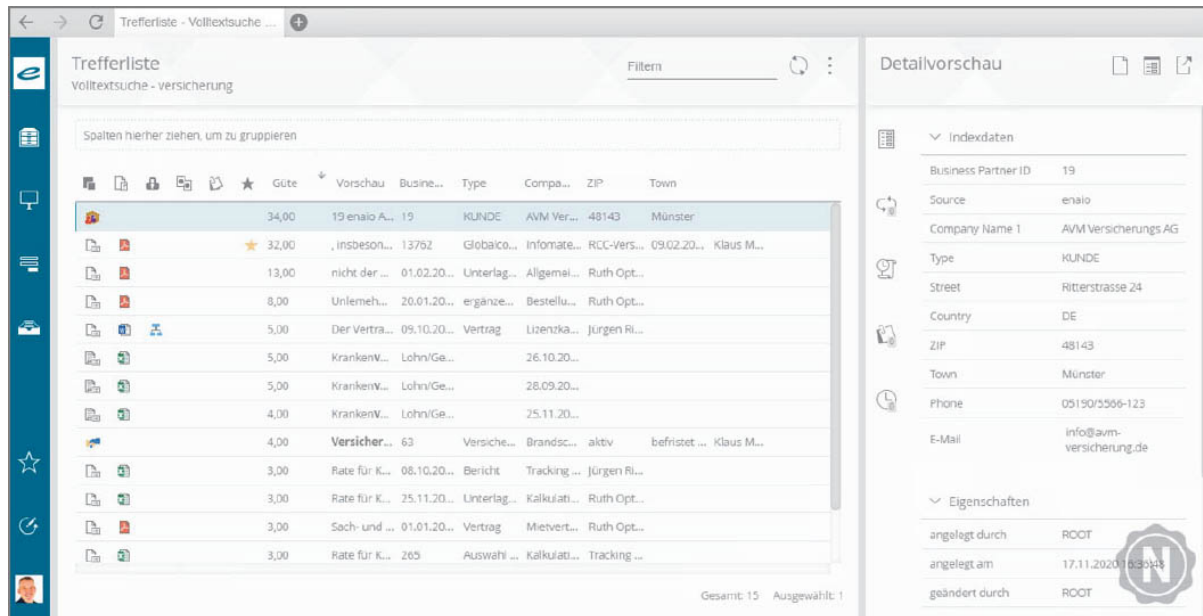 Trefferliste - Volltextsuche ...
Trefferliste
Volltextsuche - versicherung
Filtern
Spalten hierher ziehen, um zu gruppieren
Güte Vorschau Busine... Type Compa... ZIP Town
34,00 19 enaio A... 19 KUNDE AVM Ver... 48143 Münster
32,00 , insbeson... 13762 Globalco... Infomate... RCC-Vers... 09.02.20... Klaus M...
13,00 nicht der ... 01.02.20... Unterlag... Allgemei... Ruth Opt...
8,00 Unlemeh... 20.01.20... ergänze... Bestellu... Ruth Opt...
5,00 Der Vertra... 09.10.20... Vertrag Lizenzka... Jürgen Ri...
5,00 Krankenv... Lohn/Ge... 26.10.20...
5,00 Krankenv... Lohn/Ge... 28.09.20...
4,00 Krankenv... Lohn/Ge... 25.11.20...
4,00 Versicher... 63 Versiche... Brandsc... aktiv befristet ... Klaus M...
3,00 Rate für K... 08.10.20... Bericht Tracking ... Jürgen Ri...
3,00 Rate für K... 25.11.20... Unterlag... Kalkulati... Ruth Opt...
3,00 Sach- und ... 01.01.20... Vertrag Mietvert... Ruth Opt...
3,00 Rate für K... 265 Auswahl ... Kalkulati... Tracking ...
Gesamt: 15 Ausgewählt: 1
Detailvorschau
Indexdaten
Business Partner ID 19
Source enaio
Company Name 1 AVM Versicherungs AG
Type KUNDE
Street Ritterstrasse 24
Country DE
ZIP 48143
Town Münster
Phone 05190/5566-123
E-Mail info@avm-
versicherung.de
Eigenschaften
angelegt durch ROOT
angelegt am 17.11.2020 16:36:48
geändert durch ROOT
N